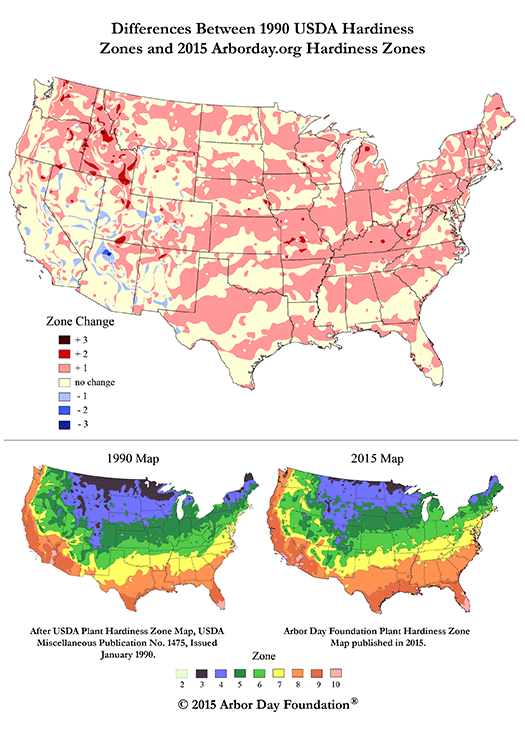 Differences Between 1990 USDA Hardiness
Zones and 2015 Arborday.org Hardiness Zones
Zone Change
+ 3
+ 2
+ 1
no change
- 1
- 2
- 3
1990 Map
2015 Map
After USDA Plant Hardiness Zone Map, USDA
Miscellaneous Publication No. 1475, Issued
January 1990.
Arbor Day Foundation Plant Hardiness Zone
Map published in 2015.
Zone
2 3 4 5 6 7 8 9 10
© 2015 Arbor Day Foundation®